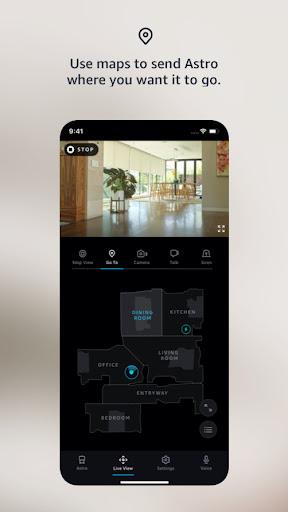 Use maps to send Astro
where you want it to go.
9:41
STOP
Map View Go To Camera Talk Siren
DINING
ROOM
KITCHEN
LIVING
ROOM
OFFICE
ENTRYWAY
BEDROOM
Astro Live View Settings Voice